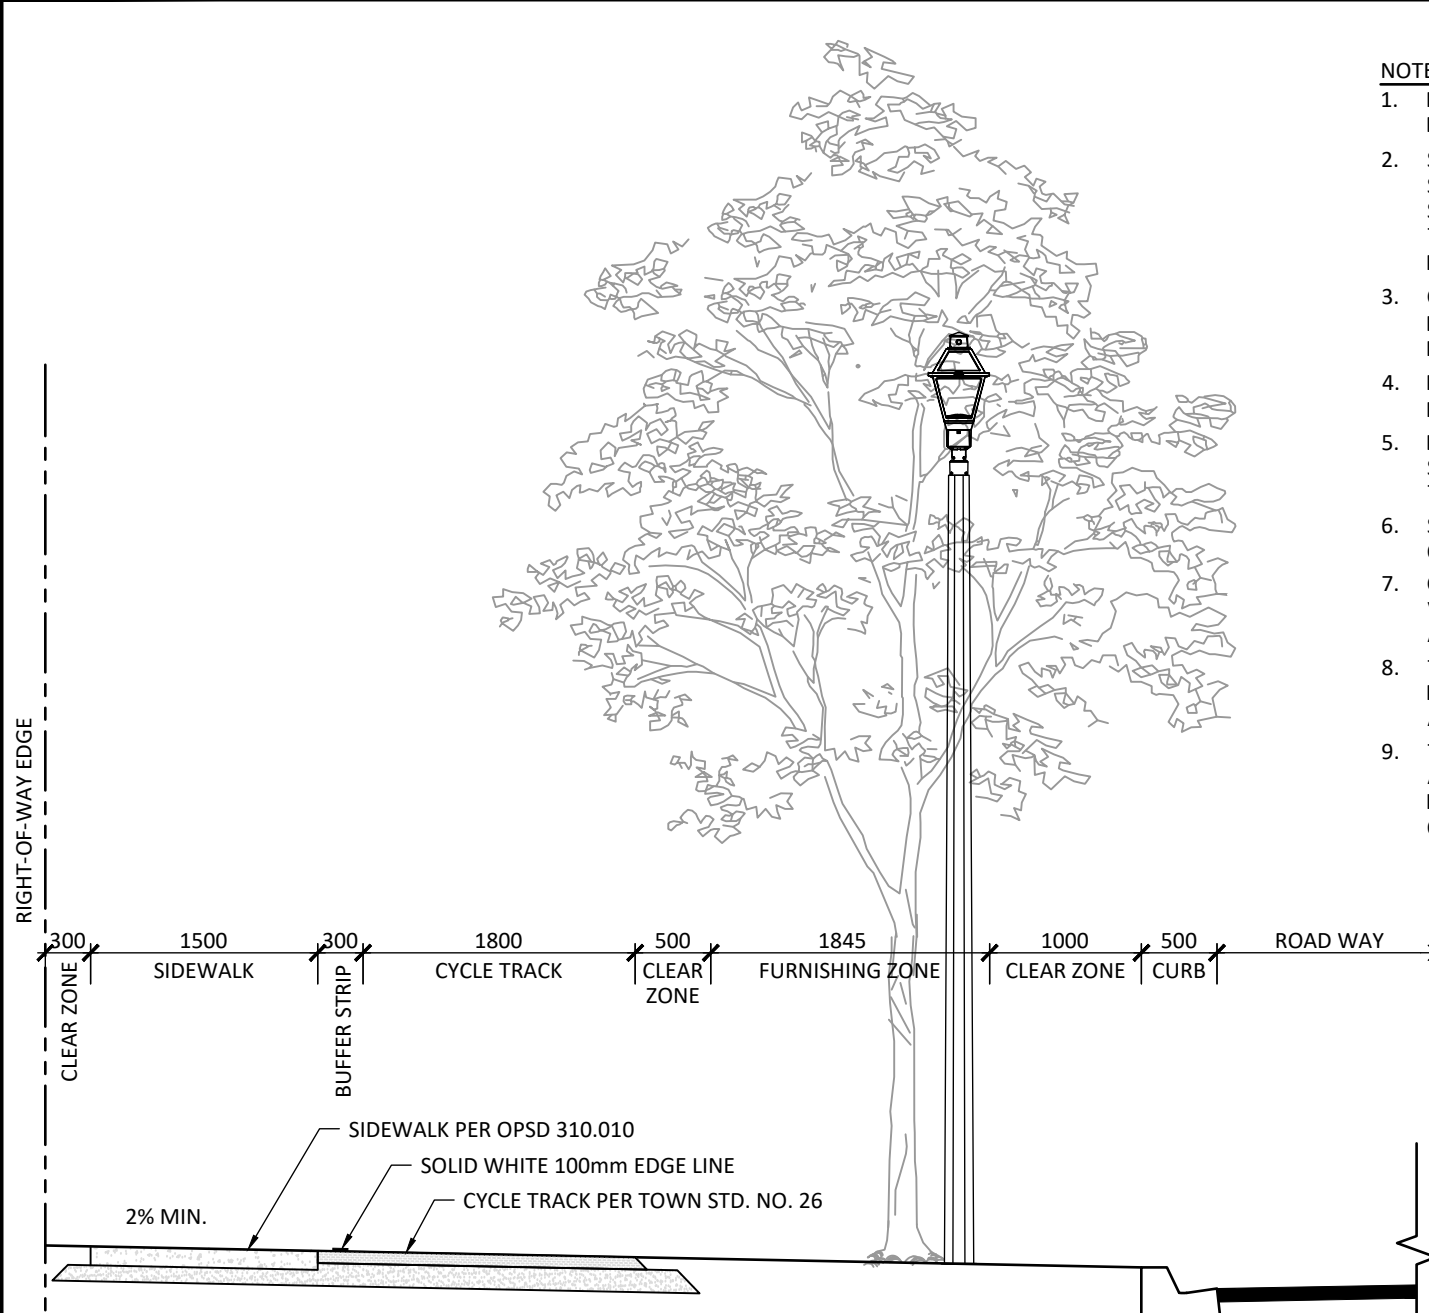 NOTE
1.
2.
3.
4.
5.
6.
7.
8.
9.
RIGHT-OF-WAY EDGE
300
1500
300
1800
500
1845
1000
500
ROAD WAY
CLEAR ZONE
SIDEWALK
BUFFER STRIP
CYCLE TRACK
CLEAR
ZONE
FURNISHING ZONE
CLEAR ZONE
CURB
SIDEWALK PER OPSD 310.010
SOLID WHITE 100mm EDGE LINE
CYCLE TRACK PER TOWN STD. NO. 26
2% MIN.